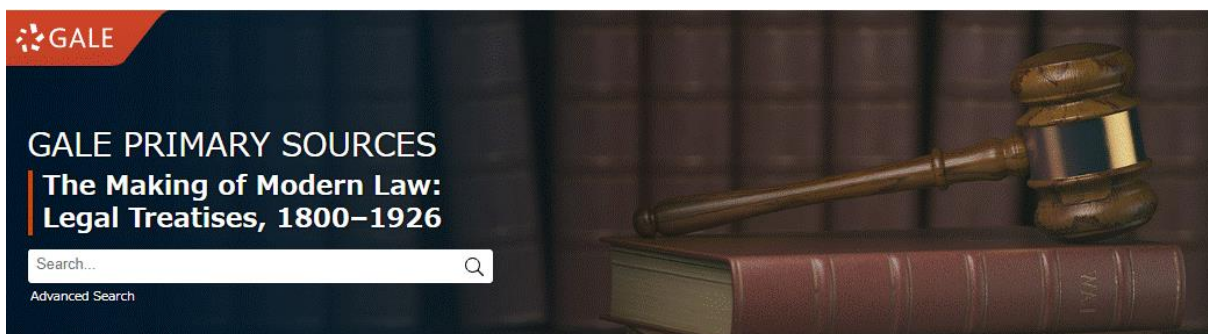 GALE
GALE PRIMARY SOURCES
The Making of Modern Law:
Legal Treatises, 1800–1926
Search...
Advanced Search